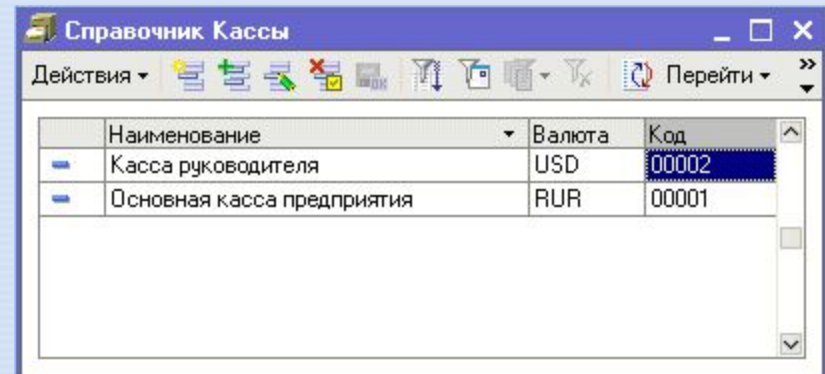 Справочник Кассы
Действия Перейти
Наименование Валюта Код
Касса руководителя USD 00002
Основная касса предприятия RUR 00001